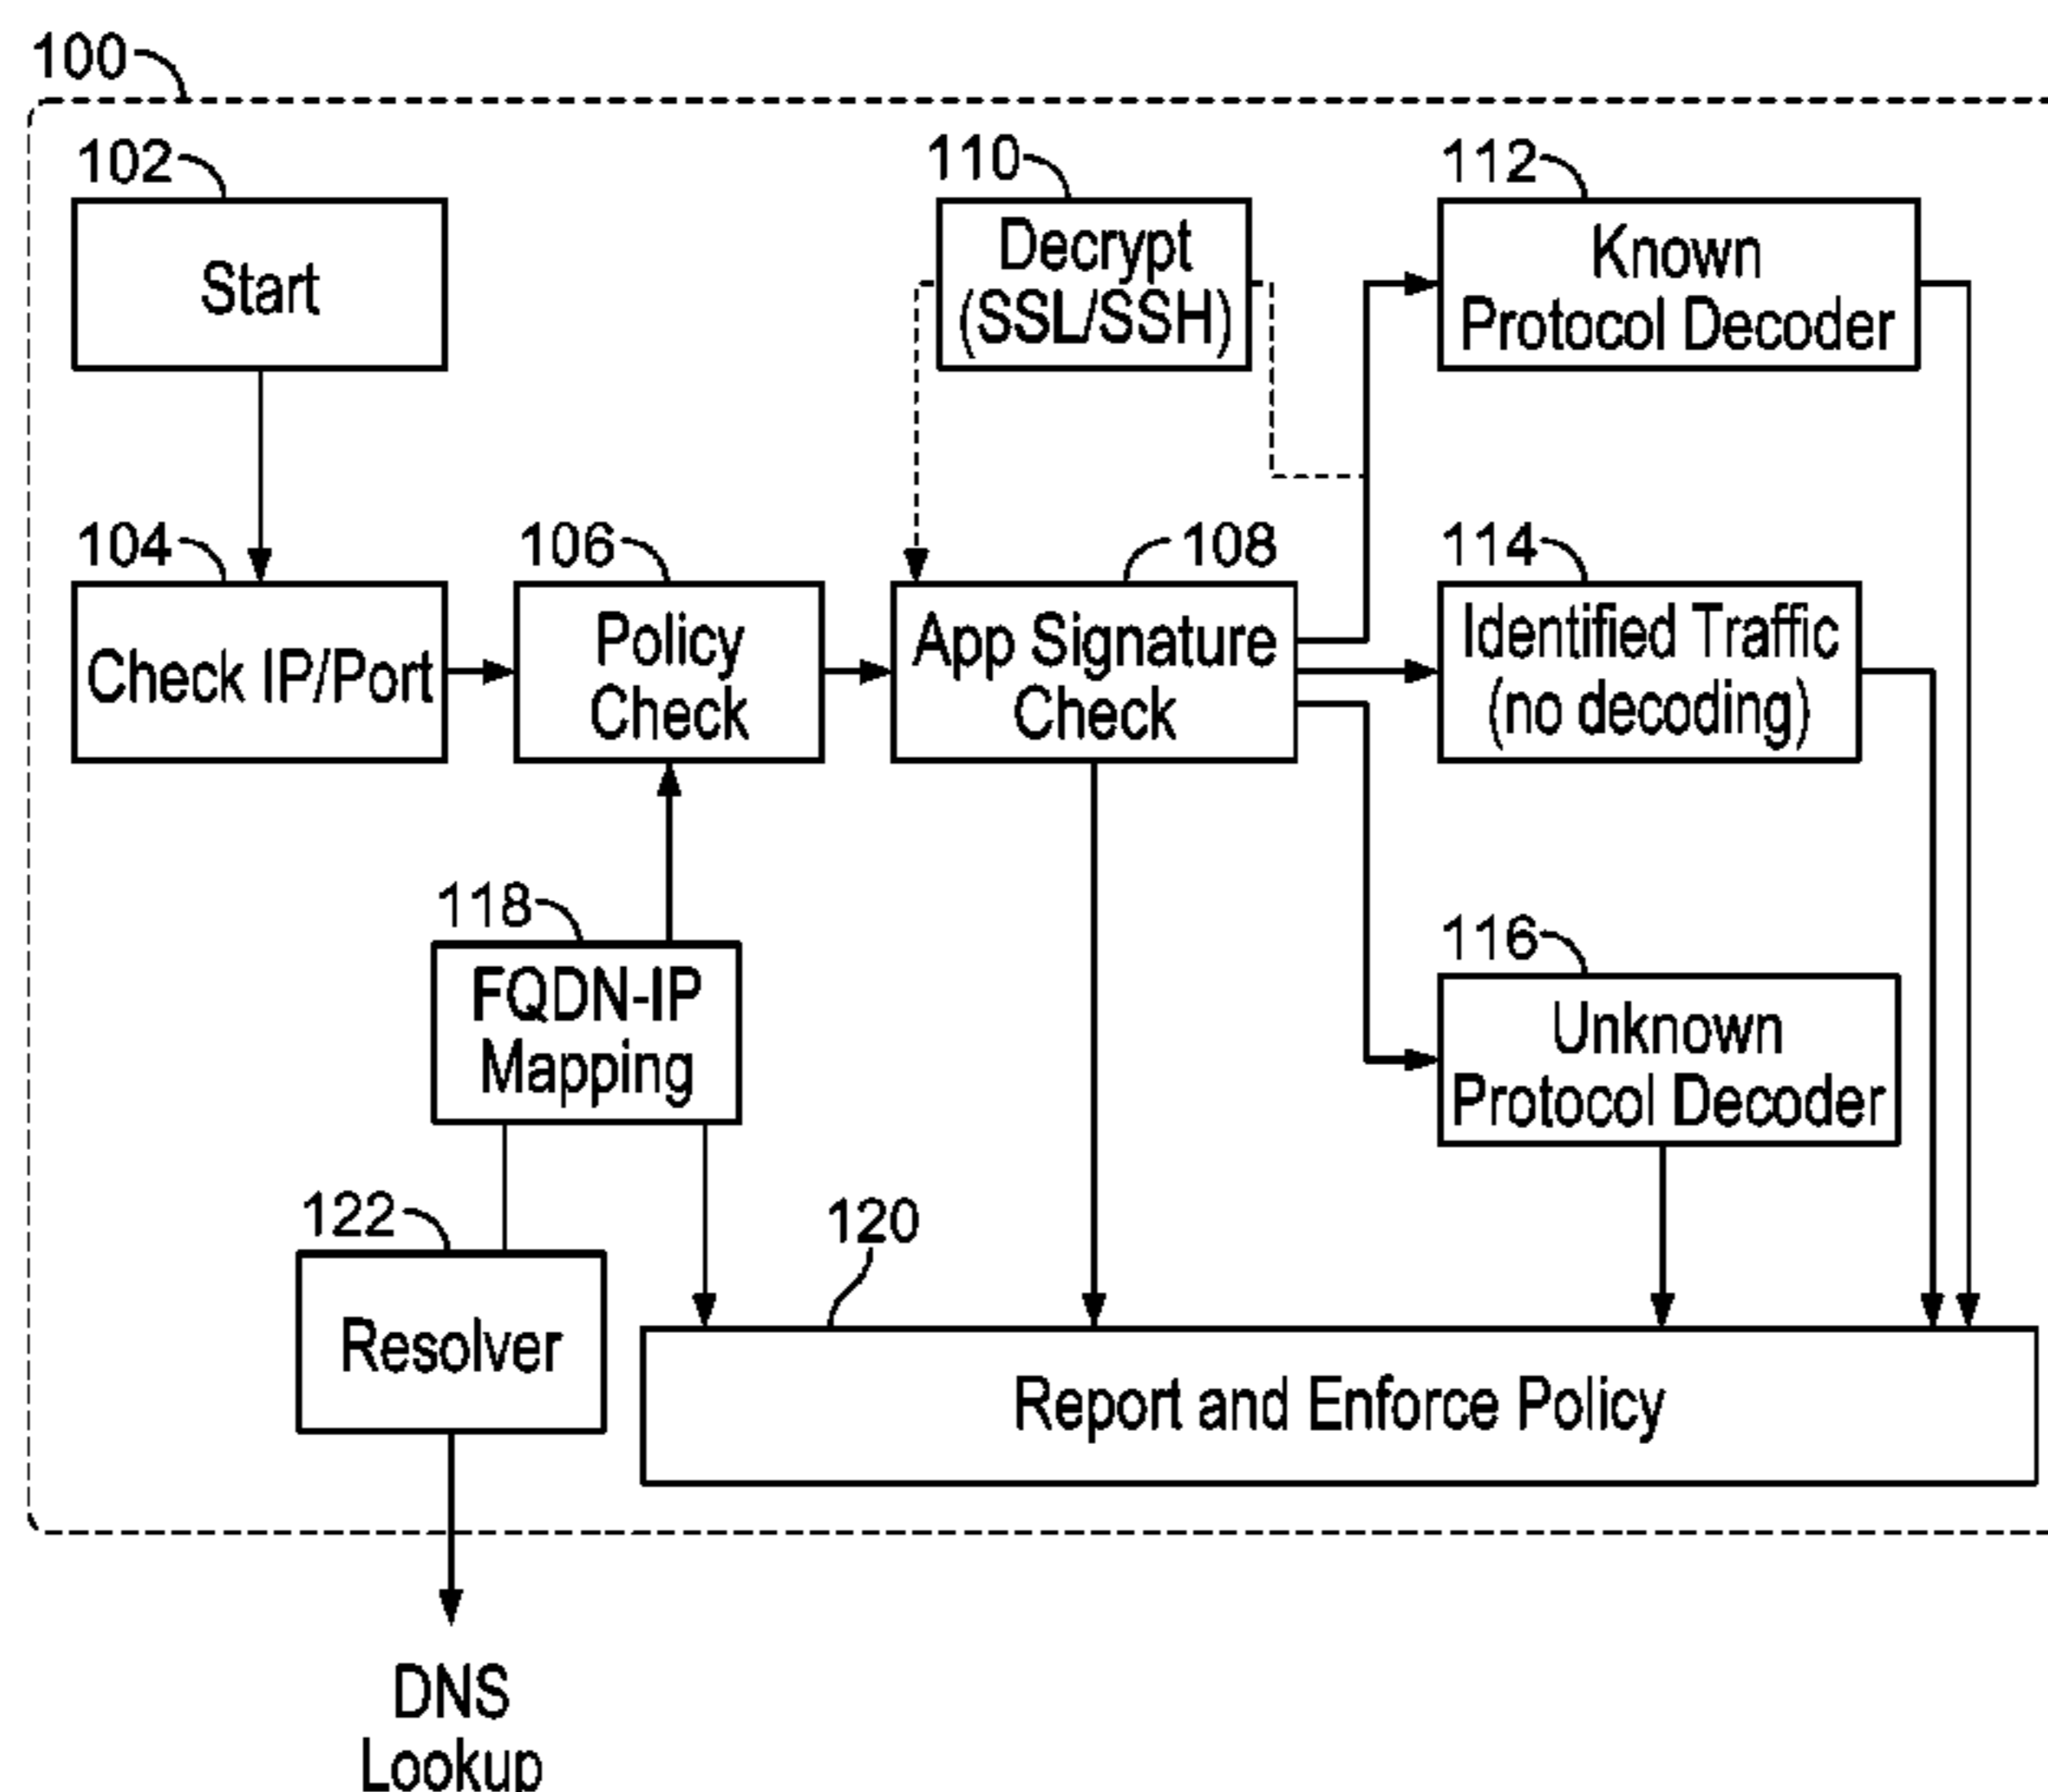 100
102
Start
110
Decrypt
(SSL/SSH)
112
Known
Protocol Decoder
104
Check IP/Port
106
Policy
Check
108
App Signature
Check
114
Identified Traffic
(no decoding)
118
FQDN-IP
Mapping
116
Unknown
Protocol Decoder
122
Resolver
120
Report and Enforce Policy
DNS
Lookup